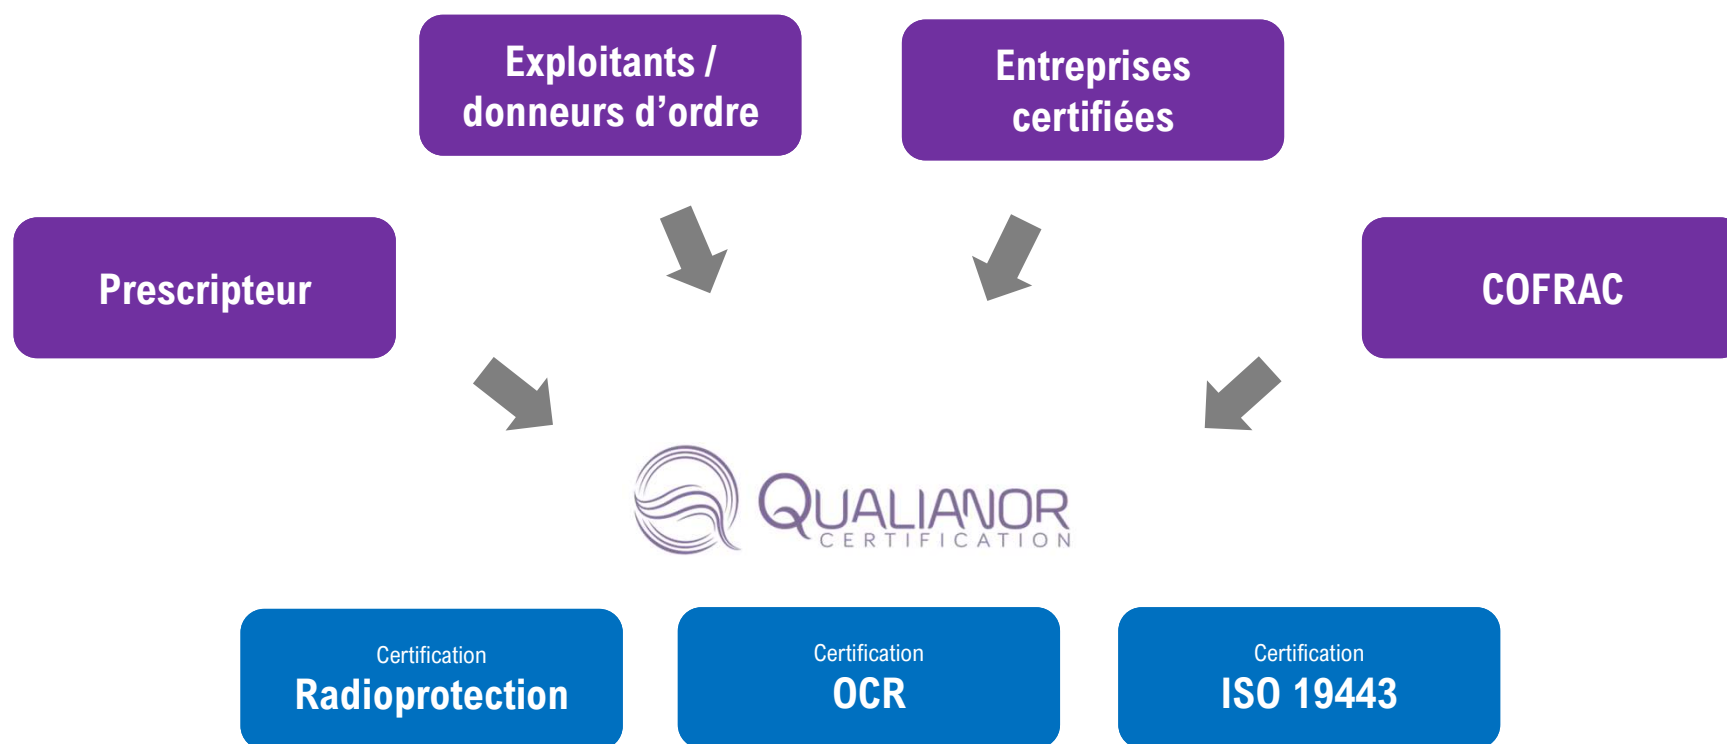 Exploitants /
donneurs d’ordre
Entreprises
certifiées
Prescripteur
COFRAC
QUALIANOR
CERTIFICATION
Certification
Radioprotection
Certification
OCR
Certification
ISO 19443